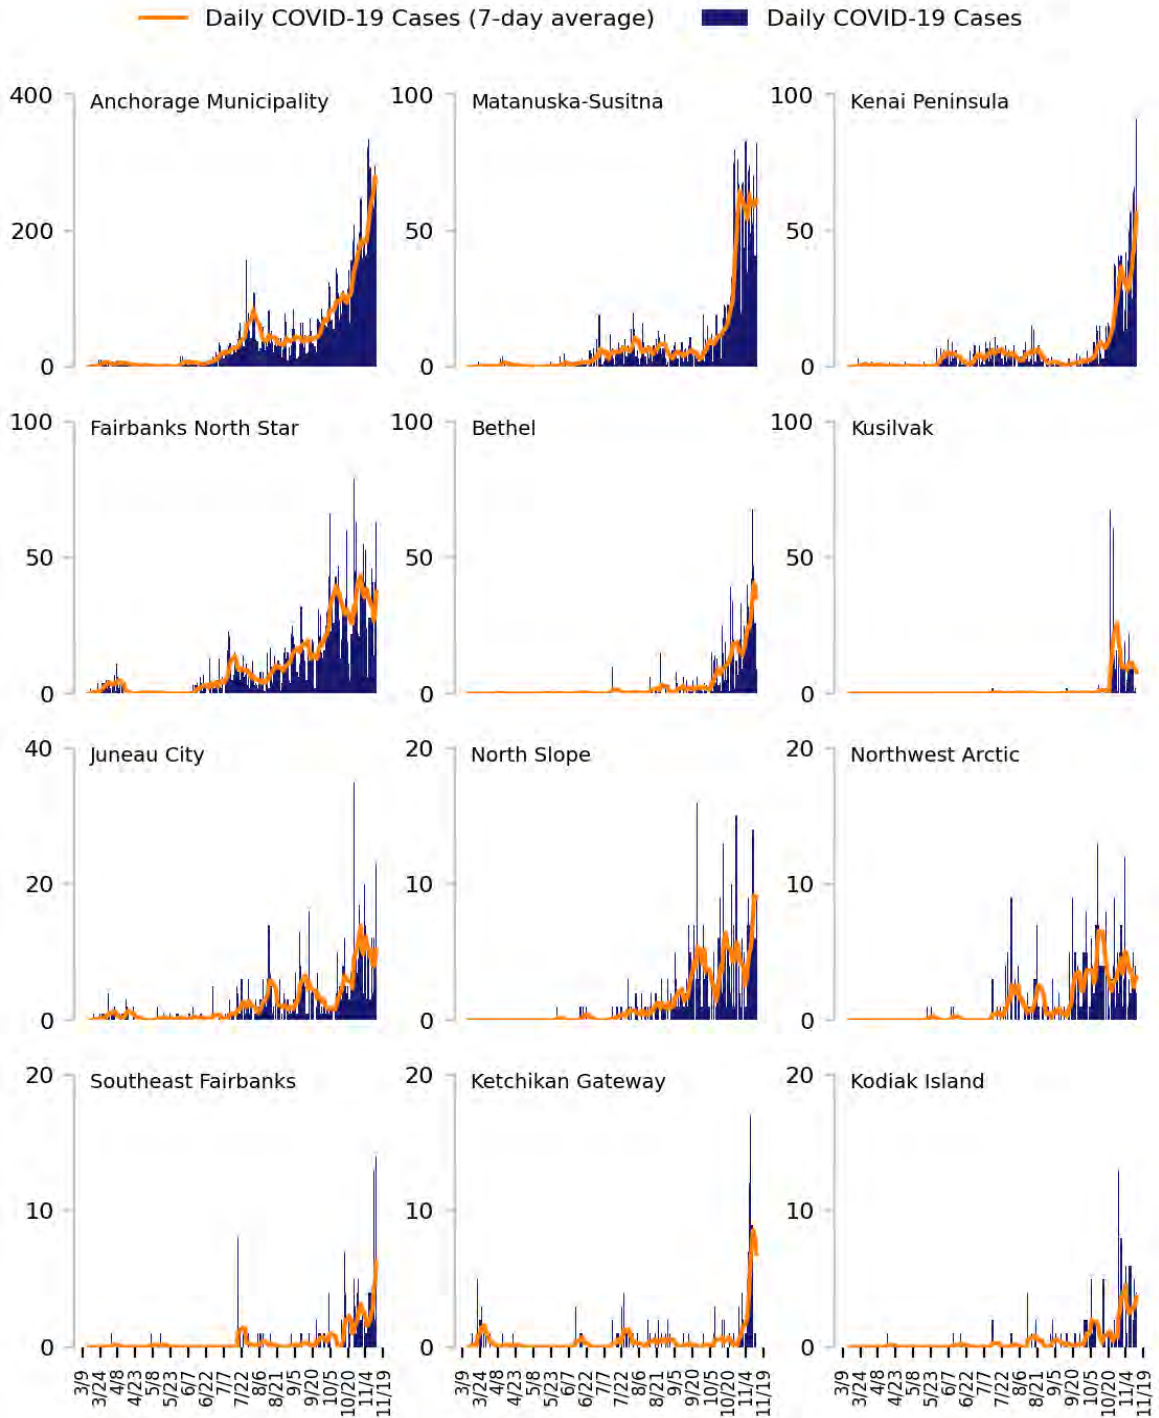 Daily COVID-19 Cases (7-day average) Daily COVID-19 Cases
400 Anchorage Municipality 100 Matanuska-Susitna 100 Kenai Peninsula
200 50 50
0 0 0
100 Fairbanks North Star 100 Bethel 100 Kusilvak
50 50 50
0 0 0
40 Juneau City 20 North Slope 20 Northwest Arctic
20 10 10
0 0 0
20 Southeast Fairbanks 20 Ketchikan Gateway 20 Kodiak Island
10 10 10
0 0 0
3/9 3/24 4/8 4/23 5/8 5/23 6/7 6/22 7/7 7/22 8/6 8/21 9/5 9/20 10/5 10/20 11/4 11/19 3/9 3/24 4/8 4/23 5/8 5/23 6/7 6/22 7/7 7/22 8/6 8/21 9/5 9/20 10/5 10/20 11/4 11/19 3/9 3/24 4/8 4/23 5/8 5/23 6/7 6/22 7/7 7/22 8/6 8/21 9/5 9/20 10/5 10/20 11/4 11/19